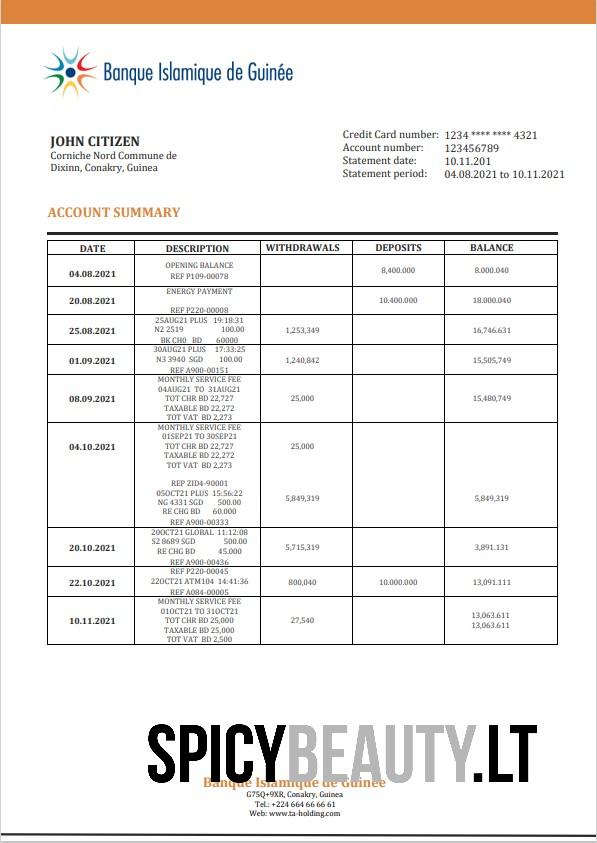 Banque Islamique de Guinée
JOHN CITIZEN
Corniche Nord Commune de
Dixinn, Conakry, Guinea
Credit Card number: 1234 **** **** 4321
Account number: 123456789
Statement date: 10.11.201
Statement period: 04.08.2021 to 10.11.2021
ACCOUNT SUMMARY
DATE DESCRIPTION WITHDRAWALS DEPOSITS BALANCE
04.08.2021
OPENING BALANCE
REF P109-00078
8,400.000 8.000.040
20.08.2021
ENERGY PAYMENT
REF P220-00008
10.400.000 18.000.040
25.08.2021
25AUG21 PLUS 19:18:31
N2 2519 100.00
BK CH0 BD 60000
1,253,349 16,746.631
01.09.2021
30AUG21 PLUS 17:33:25
N3 3940 SGD 100.00
REF A900-00151
1,240,842 15,505,749
08.09.2021
MONTHLY SERVICE FEE
04AUG21 TO 31AUG21
TOT CHR BD 22,727
TAXABLE BD 22,272
TOT VAT BD 2,273
25,000 15,480,749
04.10.2021
MONTHLY SERVICE FEE
01SEP21 TO 30SEP21
TOT CHR BD 22,727
TAXABLE BD 22,272
TOT VAT BD 2,273
25,000
REP ZID4-90001
05OCT21 PLUS 15:56:22
NG 4331 SGD 500.00
RE CHG BD 60.000
REF A900-00333
5,849,319 5,849,319
20.10.2021
20OCT21 GLOBAL 11:12:08
S2 8689 SGD 500.00
RE CHG BD 45.000
REF A900-00436
5,715,319 3,891.131
22.10.2021
REF P220-00045
22OCT21 ATM104 14:41:36
REF A084-00005
800,040 10.000.000 13,091.111
10.11.2021
MONTHLY SERVICE FEE
01OCT21 TO 31OCT21
TOT CHR BD 25,000
TAXABLE BD 25,000
TOT VAT BD 2,500
27,540
13,063.611
13,063.611
SPICYBEAUTY.LT
Banque Islamique de Guinée
G75Q+9XR, Conakry, Guinea
Tel.: +224 664 66 66 61
Web: www.ta-holding.com